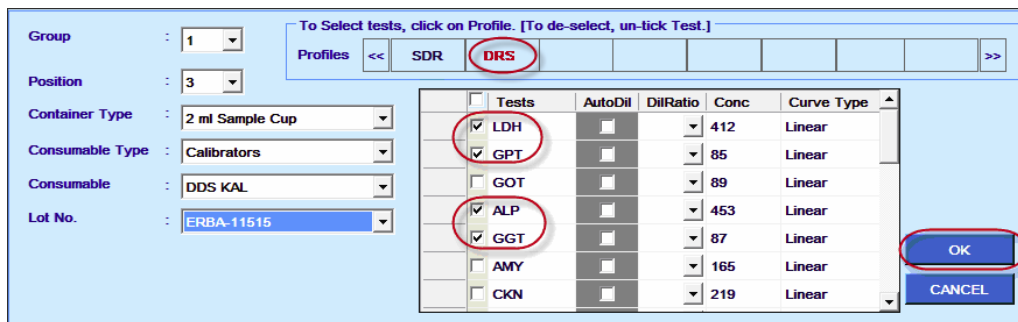 To Select tests, click on Profile. [To de-select, un-tick Test.]
Group : 1
Profiles << SDR DRS >>
Position : 3
Container Type : 2 ml Sample Cup
Consumable Type : Calibrators
Consumable : DDS KAL
Lot No. : ERBA-11515
Tests AutoDil DilRatio Conc Curve Type
LDH 412 Linear
GPT 85 Linear
GOT 89 Linear
ALP 453 Linear
GGT 87 Linear
AMY 165 Linear
CKN 219 Linear
OK
CANCEL